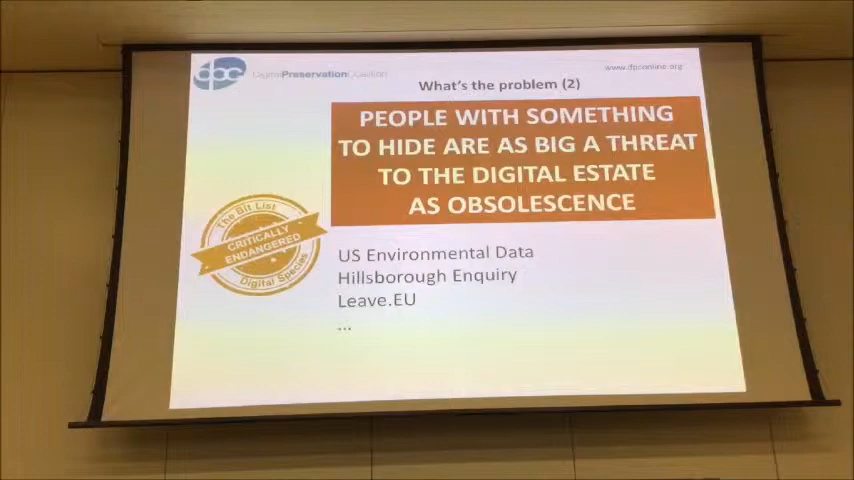 dpc DigitalPreservationCoalition
www.dpconline.org
What's the problem (2)
PEOPLE WITH SOMETHING
TO HIDE ARE AS BIG A THREAT
TO THE DIGITAL ESTATE
AS OBSOLESCENCE
The Bit List
CRITICALLY
ENDANGERED
Digital Species
US Environmental Data
Hillsborough Enquiry
Leave.EU
...